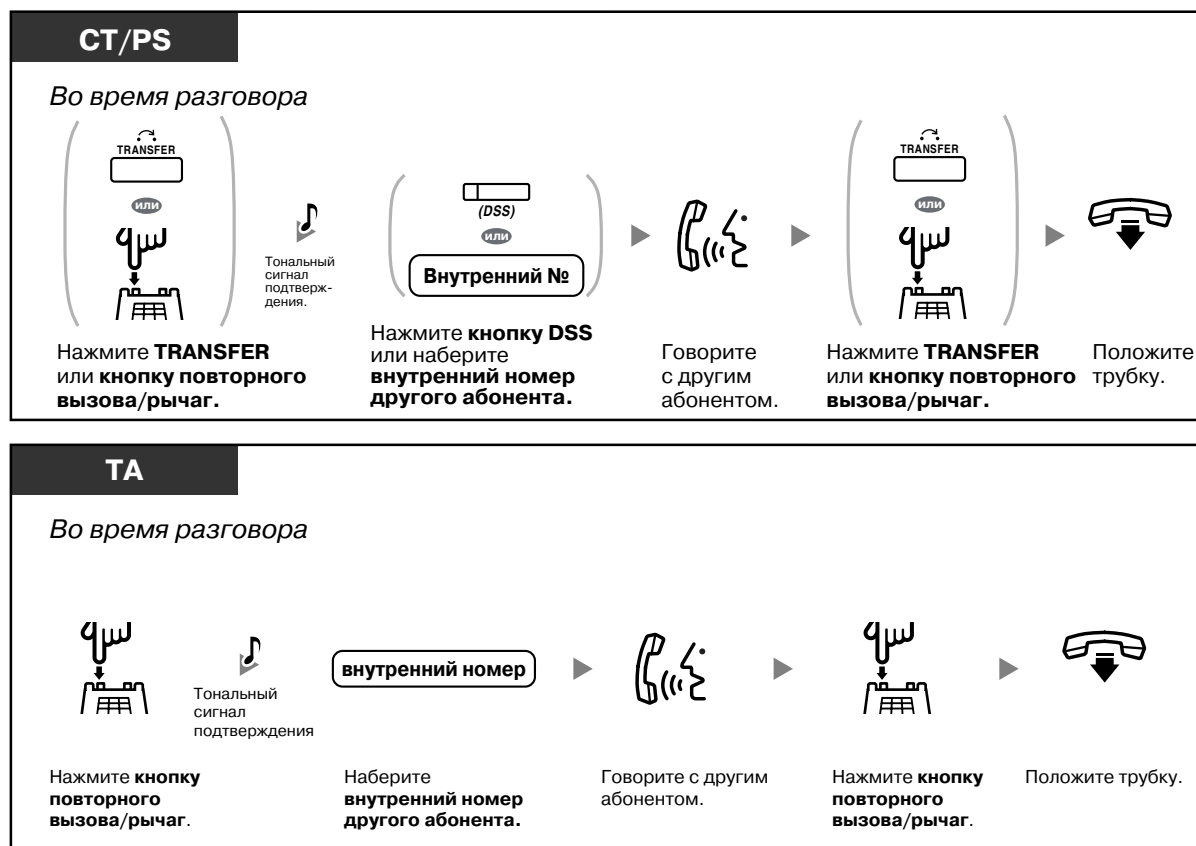 CT/PS
Во время разговора
TRANSFER
или
Тональный
сигнал
подтверж-
дения.
(DSS)
или
Внутренний №
TRANSFER
или
Нажмите TRANSFER
или кнопку повторного
вызова/рычаг.
Нажмите кнопку DSS
или наберите
внутренний номер
другого абонента.
Говорите
с другим
абонентом.
Нажмите TRANSFER
или кнопку повторного
вызова/рычаг.
Положите
трубку.
TA
Во время разговора
Тональный
сигнал
подтверждения
внутренний номер
Нажмите кнопку
повторного
вызова/рычаг.
Наберите
внутренний номер
другого абонента.
Говорите с другим
абонентом.
Нажмите кнопку
повторного
вызова/рычаг.
Положите трубку.